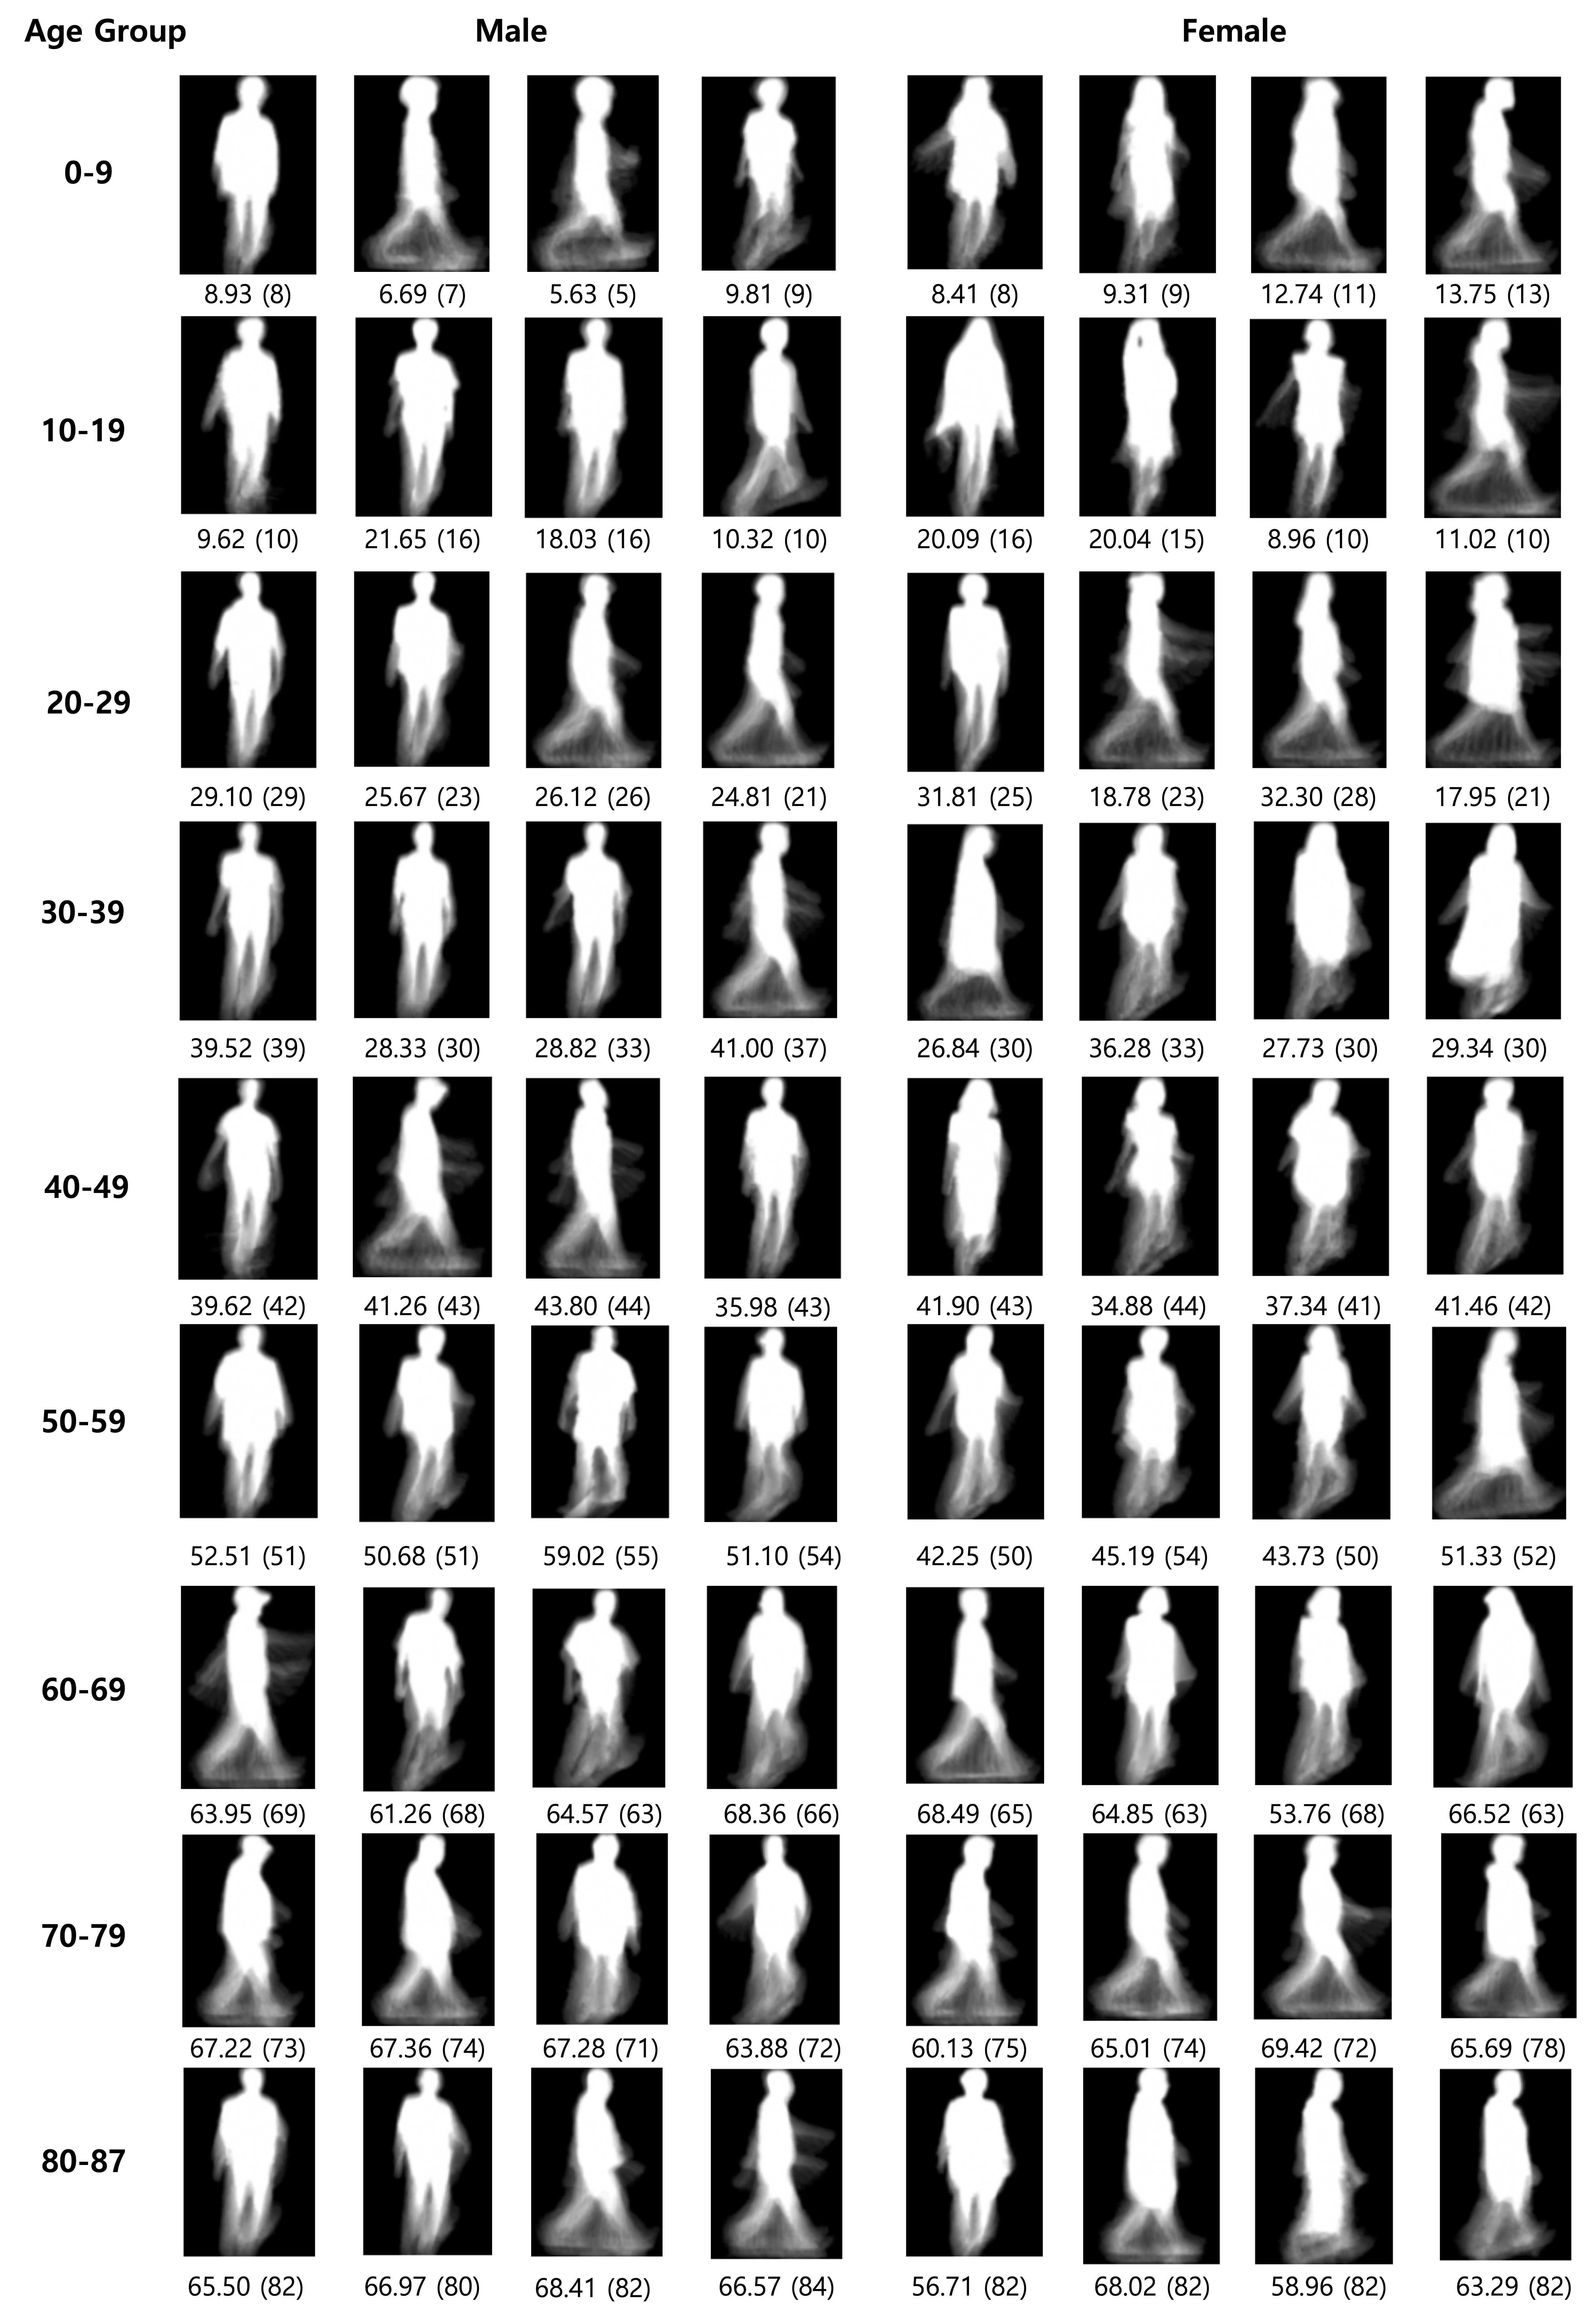 Age Group Male Female
0-9
8.93 (8) 6.69 (7) 5.63 (5) 9.81 (9) 8.41 (8) 9.31 (9) 12.74 (11) 13.75 (13)
10-19
9.62 (10) 21.65 (16) 18.03 (16) 10.32 (10) 20.09 (16) 20.04 (15) 8.96 (10) 11.02 (10)
20-29
29.10 (29) 25.67 (23) 26.12 (26) 24.81 (21) 31.81 (25) 18.78 (23) 32.30 (28) 17.95 (21)
30-39
39.52 (39) 28.33 (30) 28.82 (33) 41.00 (37) 26.84 (30) 36.28 (33) 27.73 (30) 29.34 (30)
40-49
39.62 (42) 41.26 (43) 43.80 (44) 35.98 (43) 41.90 (43) 34.88 (44) 37.34 (41) 41.46 (42)
50-59
52.51 (51) 50.68 (51) 59.02 (55) 51.10 (54) 42.25 (50) 45.19 (54) 43.73 (50) 51.33 (52)
60-69
63.95 (69) 61.26 (68) 64.57 (63) 68.36 (66) 68.49 (65) 64.85 (63) 53.76 (68) 66.52 (63)
70-79
67.22 (73) 67.36 (74) 67.28 (71) 63.88 (72) 60.13 (75) 65.01 (74) 69.42 (72) 65.69 (78)
80-87
65.50 (82) 66.97 (80) 68.41 (82) 66.57 (84) 56.71 (82) 68.02 (82) 58.96 (82) 63.29 (82)